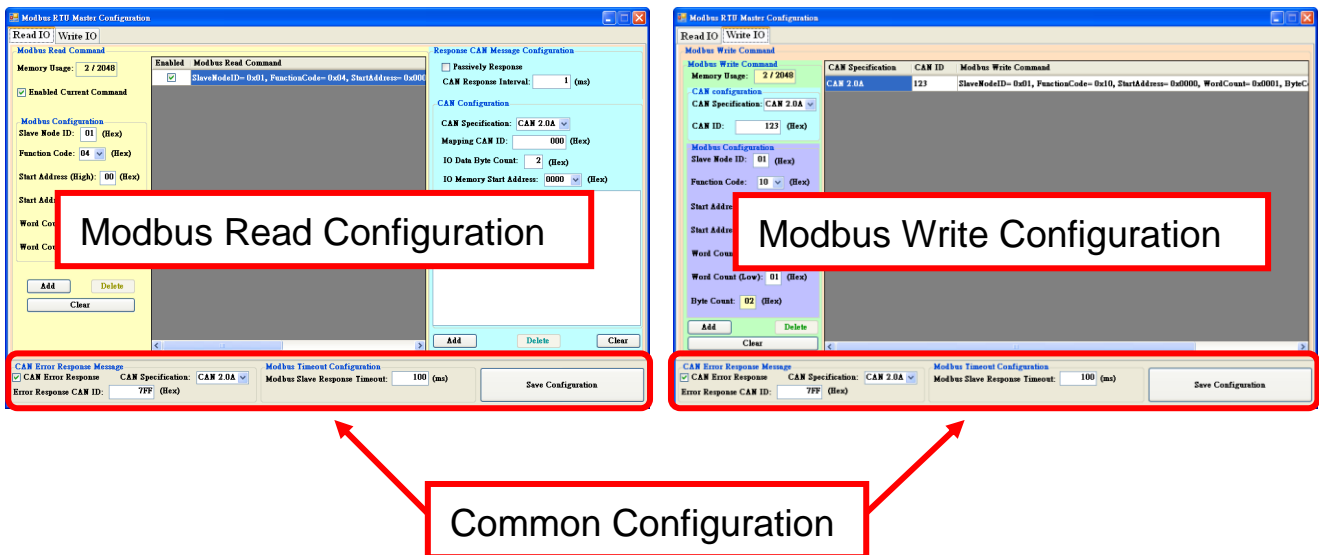 Modbus RTU Master Configuration
Read IO Write IO
Modbus Read Command
Memory Usage: 2 / 2048
Enabled Current Command
Modbus Configuration
Slave Node ID: 01 (Hex)
Function Code: 04 (Hex)
Start Address (High): 00 (Hex)
Start
Word
Word
Add Delete
Clear
Enabled Modbus Read Command
SlaveNodeID= 0x01, FunctionCode= 0x04, StartAddress= 0x000
Response CAN Message Configuration
Passively Response
CAN Response Interval: 1 (ms)
CAN Configuration
CAN Specification: CAN 2.0A
Mapping CAN ID: 000 (Hex)
IO Data Byte Count: 2 (Hex)
IO Memory Start Address: 0000 (Hex)
Add Delete Clear
Modbus Read Configuration
CAN Error Response Message
CAN Error Response CAN Specification: CAN 2.0A
Error Response CAN ID: 7FF (Hex)
Modbus Timeout Configuration
Modbus Slave Response Timeout: 100 (ms)
Save Configuration
Modbus RTU Master Configuration
Read IO Write IO
Modbus Write Command
Modbus Write Command
Memory Usage: 2 / 2048
CAN configuration
CAN Specification: CAN 2.0A
CAN ID: 123 (Hex)
Modbus Configuration
Slave Node ID: 01 (Hex)
Function Code: 10 (Hex)
Start
Start
Word
Word Count (Low): 01 (Hex)
Byte Count: 02 (Hex)
Add Delete
Clear
CAN Specification CAN ID Modbus Write Command
CAN 2.0A 123 SlaveNodeID= 0x01, FunctionCode= 0x10, StartAddress= 0x0000, WordCount= 0x0001, ByteC
Modbus Write Configuration
CAN Error Response Message
CAN Error Response CAN Specification: CAN 2.0A
Error Response CAN ID: 7FF (Hex)
Modbus Timeout Configuration
Modbus Slave Response Timeout: 100 (ms)
Save Configuration
Common Configuration